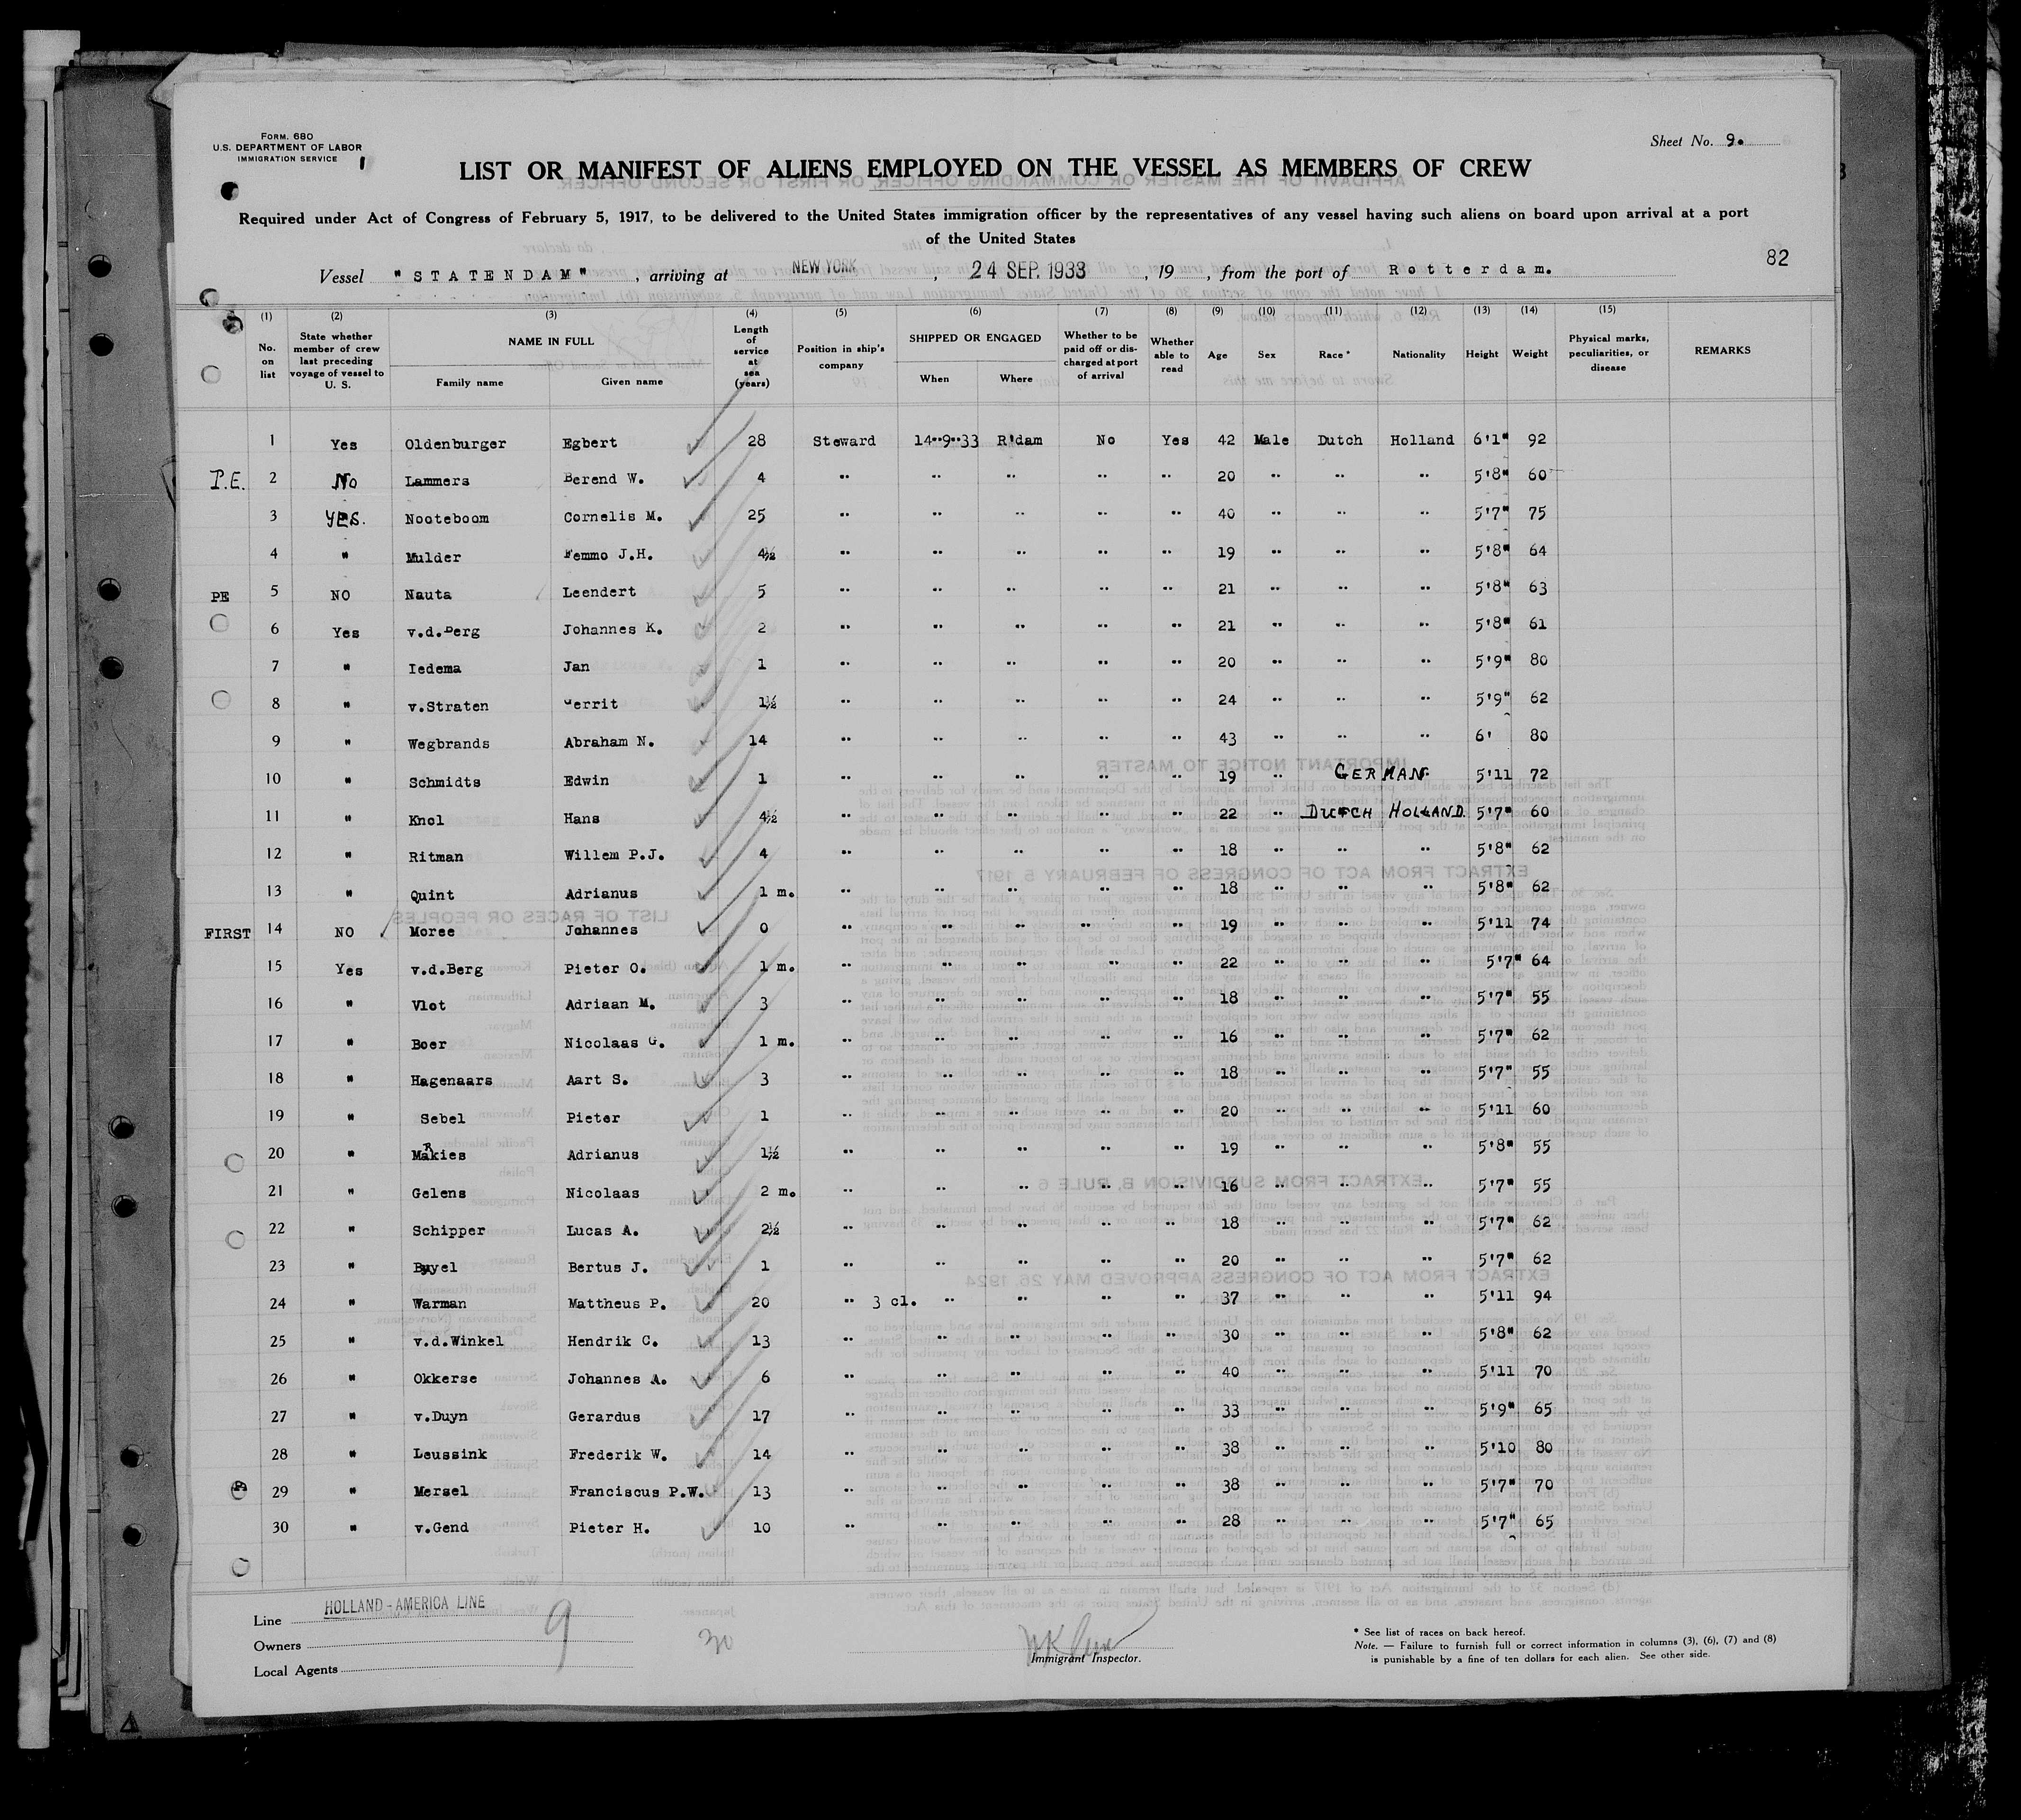 Form. 680
U.S. DEPARTMENT OF LABOR
IMMIGRATION SERVICE
Sheet No. 9.
LIST OR MANIFEST OF ALIENS EMPLOYED ON THE VESSEL AS MEMBERS OF CREW
Required under Act of Congress of February 5, 1917, to be delivered to the United States immigration officer by the representatives of any vessel having such aliens on board upon arrival at a port
of the United States
82
Vessel "STATENDAM" , arriving at NEW YORK , 24 SEP. 1933 , 19 , from the port of Rotterdam.
(1) (2) (3) (4) (5) (6) (7) (8) (9) (10) (11) (12) (13) (14) (15)
No. on list State whether member of crew last preceding voyage of vessel to U. S. NAME IN FULL Family name Given name Length of service at sea (years) Position in ship's company SHIPPED OR ENGAGED When Where Whether to be paid off or discharged at port of arrival Whether able to read Age Sex Race * Nationality Height Weight Physical marks, peculiarities, or disease REMARKS
1 Yes Oldenburger Egbert 28 Steward 14"9"33 R'dam No Yes 42 Male Dutch Holland 6'1" 92
P.E. 2 No Lammers Berend W. 4 " " " " " 20 " " " 5'8" 60
3 YES. Nooteboom Cornelis M. 25 " " " " " 40 " " " 5'7" 75
4 " Mulder Femmo J.H. 4½ " " " " " 19 " " " 5'8" 64
PE 5 NO Nauta Leendert 5 " " " " " 21 " " " 5'8" 63
6 Yes v.d.Berg Johannes K. 2 " " " " " 21 " " " 5'8" 61
7 " Iedema Jan 1 " " " " " 20 " " " 5'9" 80
8 " v.Straten Gerrit 1½ " " " " " 24 " " " 5'9" 62
9 " Wegbrands Abraham N. 14 " " " " " 43 " " " 6' 80
10 " Schmidts Edwin 1 " " " " " 19 " GERMAN 5'11 72
11 " Knol Hans 4½ " " " " " 22 " DUTCH HOLLAND 5'7" 60
12 " Ritman Willem P.J. 4 " " " " " 18 " " " 5'8" 62
13 " Quint Adrianus 1 m. " " " " " 18 " " " 5'8" 62
FIRST 14 NO Moree Johannes 0 " " " " " 19 " " " 5'11 74
15 Yes v.d.Berg Pieter O. 1 m. " " " " " 22 " " " 5'7" 64
16 " Vlot Adriaan M. 3 " " " " " 18 " " " 5'7" 55
17 " Boer Nicolaas G. 1 m. " " " " " 16 " " " 5'7" 62
18 " Hagenaars Aart S. 3 " " " " " 18 " " " 5'7" 55
19 " Sebel Pieter 1 " " " " " 20 " " " 5'11 60
20 " Markies Adrianus 1½ " " " " " 19 " " " 5'8" 55
21 " Gelens Nicolaas 2 m. " " " " " 16 " " " 5'7" 55
22 " Schipper Lucas A. 2½ " " " " " 18 " " " 5'7" 62
23 " Buyel Bertus J. 1 " " " " " 20 " " " 5'7" 62
24 " Warman Mattheus P. 20 " 3 cl. " " " " 37 " " " 5'11 94
25 " v.d.Winkel Hendrik C. 13 " " " " " 30 " " " 5'8" 62
26 " Okkerse Johannes A. 6 " " " " " 40 " " " 5'11 70
27 " v.Duyn Gerardus 17 " " " " " 33 " " " 5'9" 65
28 " Leussink Frederik W. 14 " " " " " 38 " " " 5'10 80
29 " Mersel Franciscus P.W. 13 " " " " " 38 " " " 5'7" 70
30 " v.Gend Pieter H. 10 " " " " " 28 " " " 5'7" 65
Line HOLLAND-AMERICA LINE
Owners
Local Agents
9
30
Immigrant Inspector.
* See list of races on back hereof.
Note. — Failure to furnish full or correct information in columns (3), (6), (7) and (8)
is punishable by a fine of ten dollars for each alien. See other side.